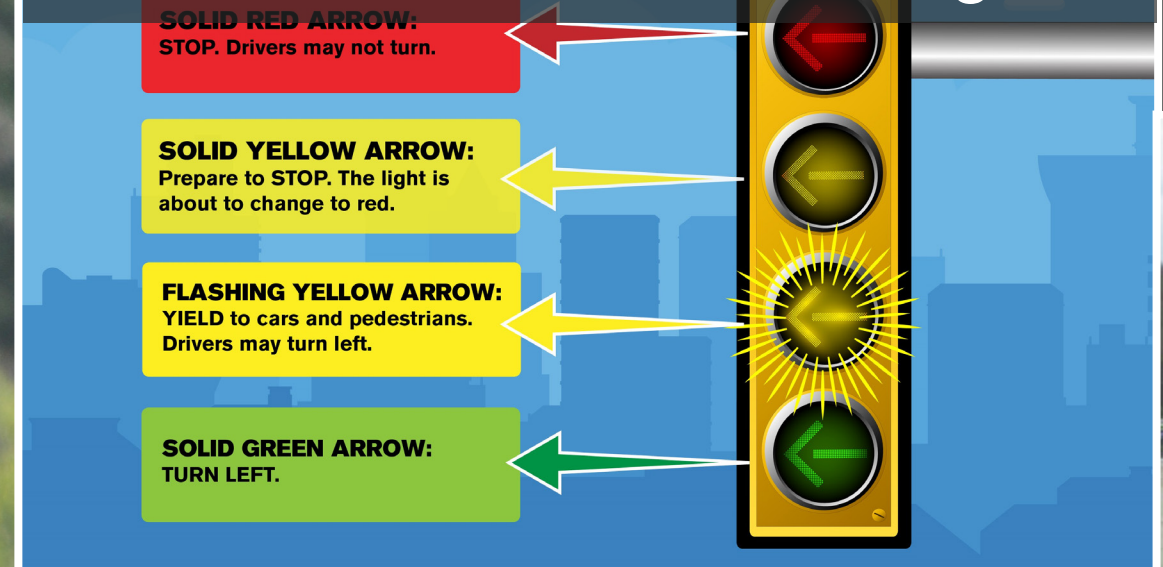 SOLID RED ARROW:
STOP. Drivers may not turn.
SOLID YELLOW ARROW:
Prepare to STOP. The light is
about to change to red.
FLASHING YELLOW ARROW:
YIELD to cars and pedestrians.
Drivers may turn left.
SOLID GREEN ARROW:
TURN LEFT.